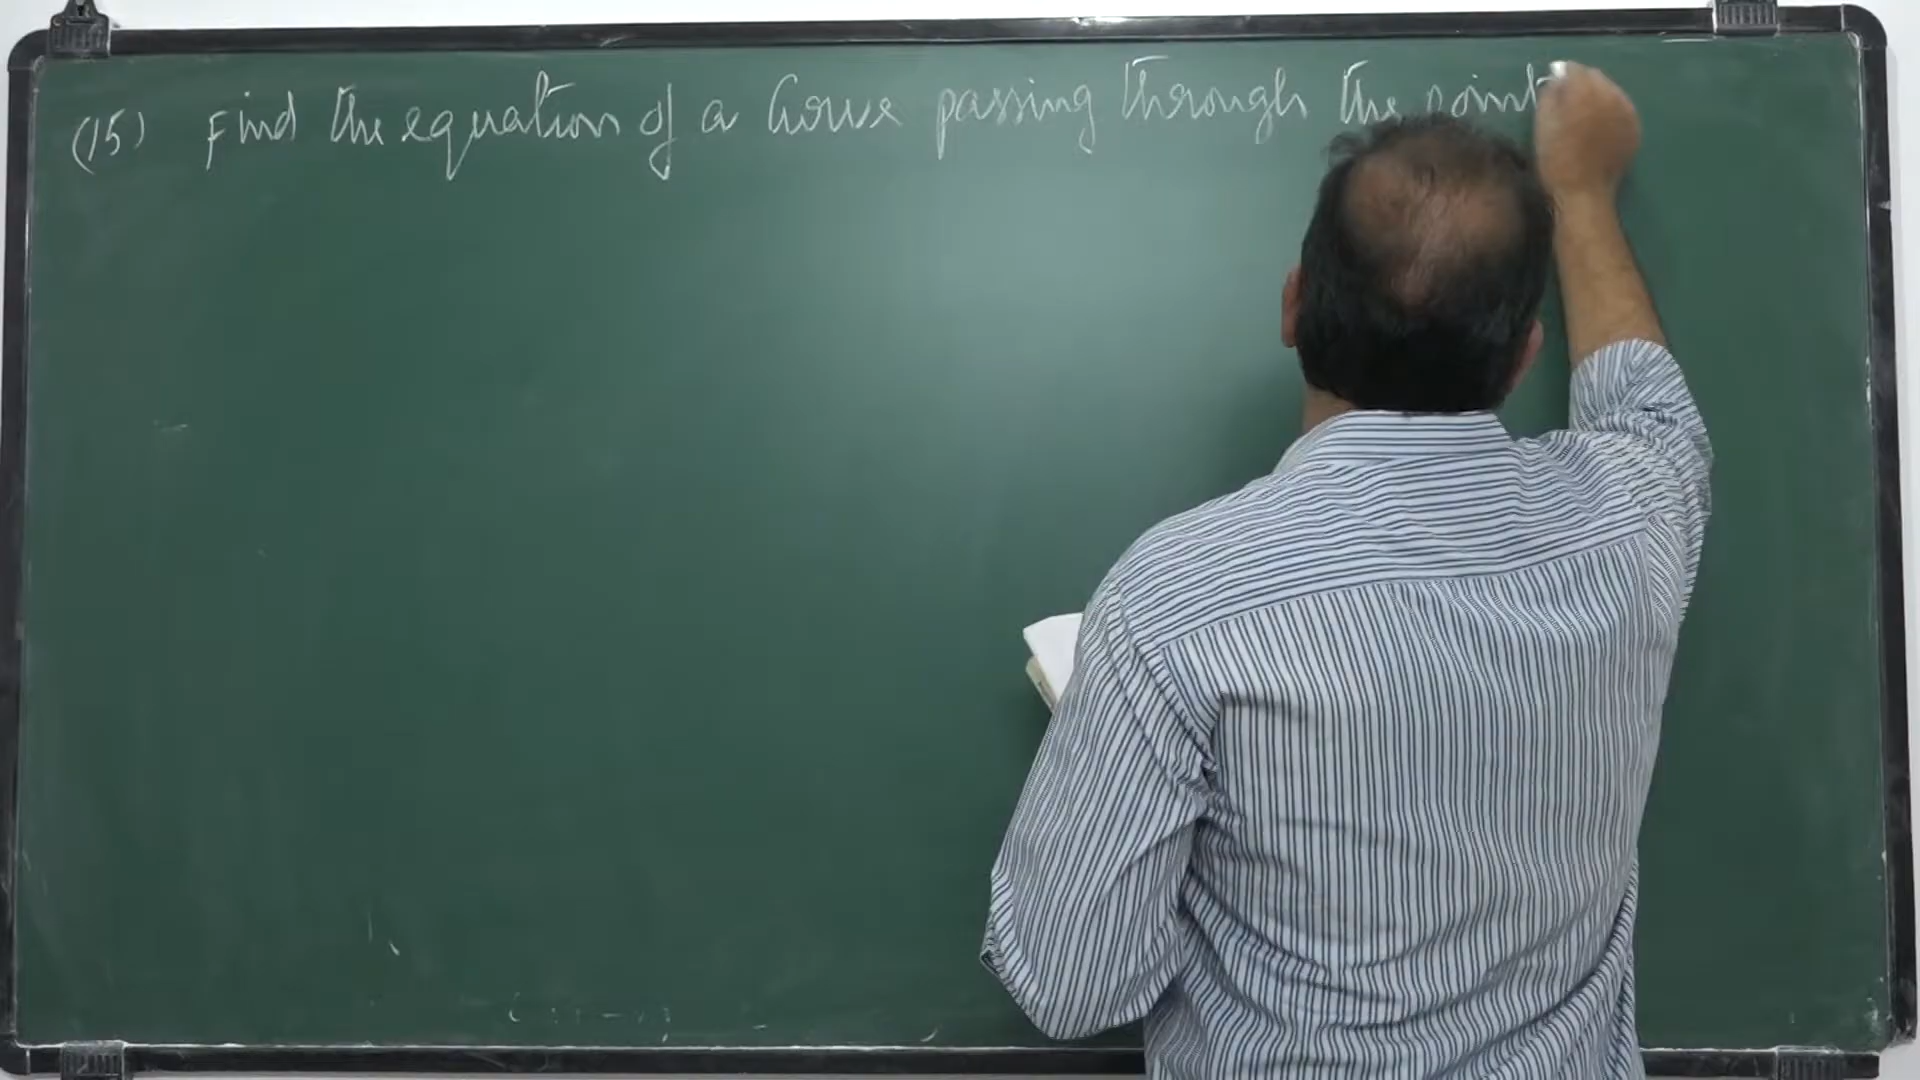 (15) Find the equation of a curve passing through the point